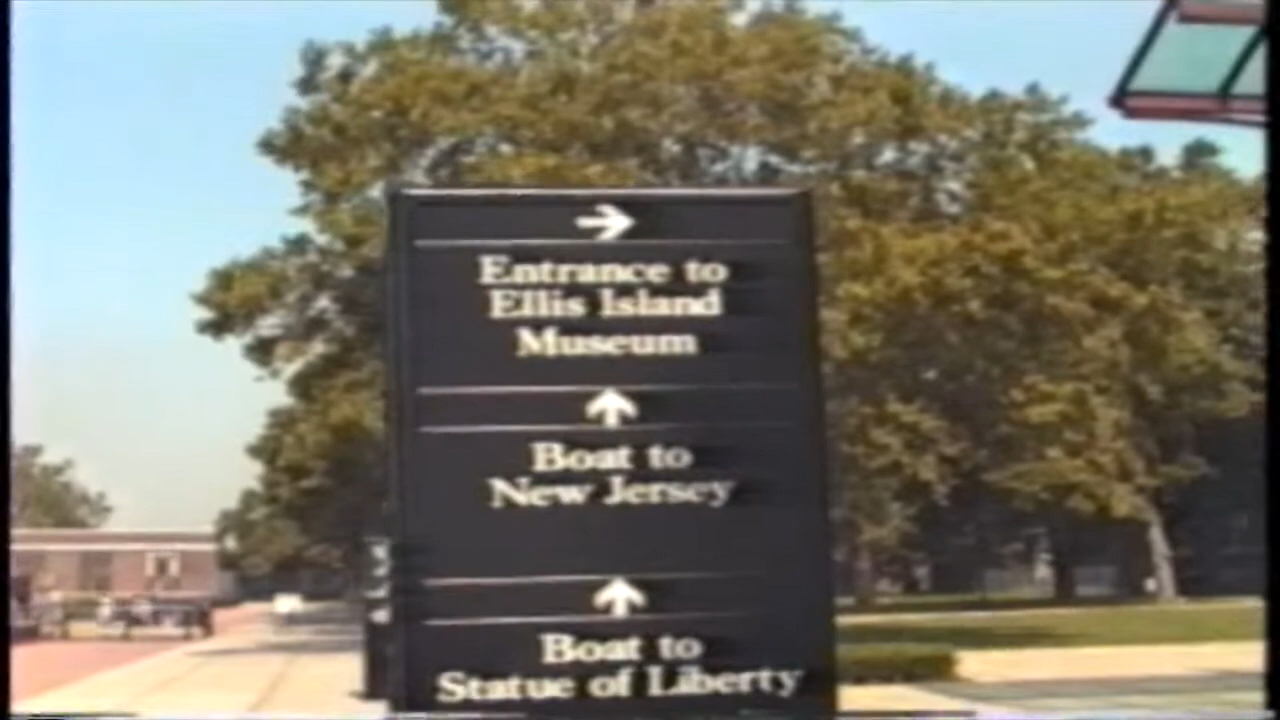 Entrance to
Ellis Island
Museum
Boat to
New Jersey
Boat to
Statue of Liberty